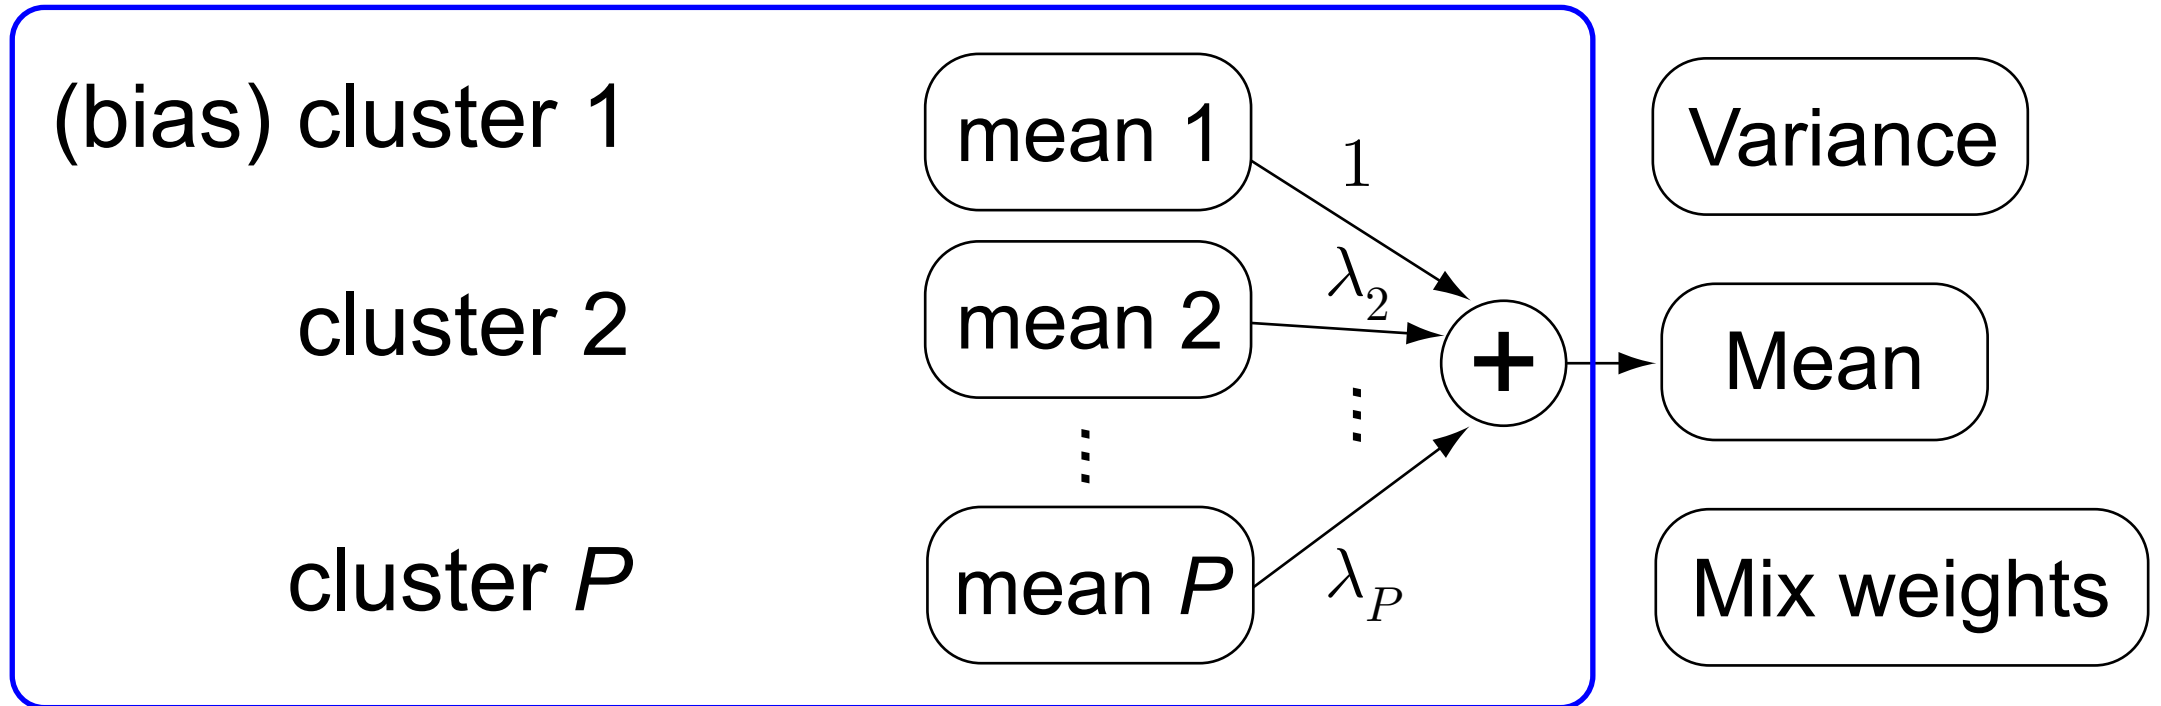 (bias) cluster 1
mean 1
1
Variance
cluster 2
mean 2
λ2
+
Mean
⋮
⋮
cluster P
mean P
λP
Mix weights